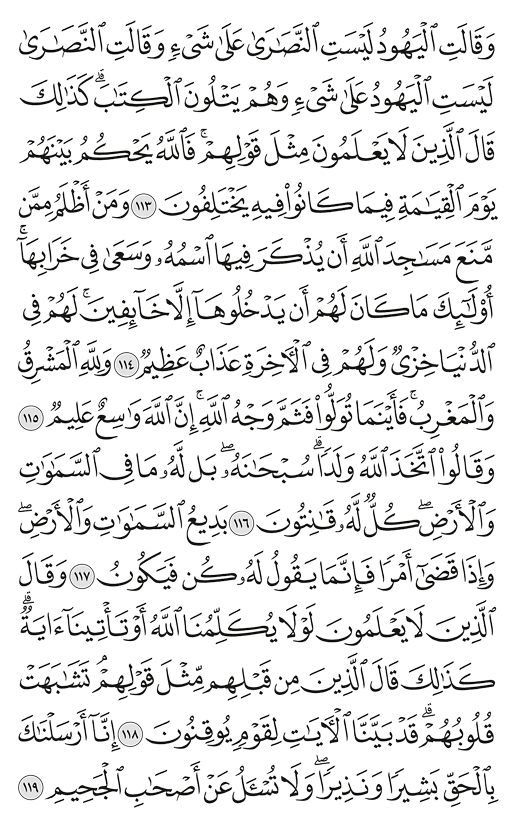 وَقَالَتِ ٱلۡيَهُودُ لَيۡسَتِ ٱلنَّصَٰرَىٰ عَلَىٰ شَيۡءٖ وَقَالَتِ ٱلنَّصَٰرَىٰ
لَيۡسَتِ ٱلۡيَهُودُ عَلَىٰ شَيۡءٖ وَهُمۡ يَتۡلُونَ ٱلۡكِتَٰبَۗ كَذَٰلِكَ
قَالَ ٱلَّذِينَ لَا يَعۡلَمُونَ مِثۡلَ قَوۡلِهِمۡۚ فَٱللَّهُ يَحۡكُمُ بَيۡنَهُمۡ
يَوۡمَ ٱلۡقِيَٰمَةِ فِيمَا كَانُواْ فِيهِ يَخۡتَلِفُونَ ١١٣ وَمَنۡ أَظۡلَمُ مِمَّن
مَّنَعَ مَسَٰجِدَ ٱللَّهِ أَن يُذۡكَرَ فِيهَا ٱسۡمُهُۥ وَسَعَىٰ فِي خَرَابِهَآۚ
أُوْلَٰٓئِكَ مَا كَانَ لَهُمۡ أَن يَدۡخُلُوهَآ إِلَّا خَآئِفِينَۚ لَهُمۡ فِي
ٱلدُّنۡيَا خِزۡيٞ وَلَهُمۡ فِي ٱلۡأٓخِرَةِ عَذَابٌ عَظِيمٞ ١١٤ وَلِلَّهِ ٱلۡمَشۡرِقُ
وَٱلۡمَغۡرِبُۚ فَأَيۡنَمَا تُوَلُّواْ فَثَمَّ وَجۡهُ ٱللَّهِۚ إِنَّ ٱللَّهَ وَٰسِعٌ عَلِيمٞ ١١٥
وَقَالُواْ ٱتَّخَذَ ٱللَّهُ وَلَدٗاۗ سُبۡحَٰنَهُۥۖ بَل لَّهُۥ مَا فِي ٱلسَّمَٰوَٰتِ
وَٱلۡأَرۡضِۖ كُلّٞ لَّهُۥ قَٰنِتُونَ ١١٦ بَدِيعُ ٱلسَّمَٰوَٰتِ وَٱلۡأَرۡضِۖ
وَإِذَا قَضَىٰٓ أَمۡرٗا فَإِنَّمَا يَقُولُ لَهُۥ كُن فَيَكُونُ ١١٧ وَقَالَ
ٱلَّذِينَ لَا يَعۡلَمُونَ لَوۡلَا يُكَلِّمُنَا ٱللَّهُ أَوۡ تَأۡتِينَآ ءَايَةٞۗ
كَذَٰلِكَ قَالَ ٱلَّذِينَ مِن قَبۡلِهِم مِّثۡلَ قَوۡلِهِمۡۘ تَشَٰبَهَتۡ
قُلُوبُهُمۡۗ قَدۡ بَيَّنَّا ٱلۡأٓيَٰتِ لِقَوۡمٖ يُوقِنُونَ ١١٨ إِنَّآ أَرۡسَلۡنَٰكَ
بِٱلۡحَقِّ بَشِيرٗا وَنَذِيرٗاۖ وَلَا تُسۡـَٔلُ عَنۡ أَصۡحَٰبِ ٱلۡجَحِيمِ ١١٩